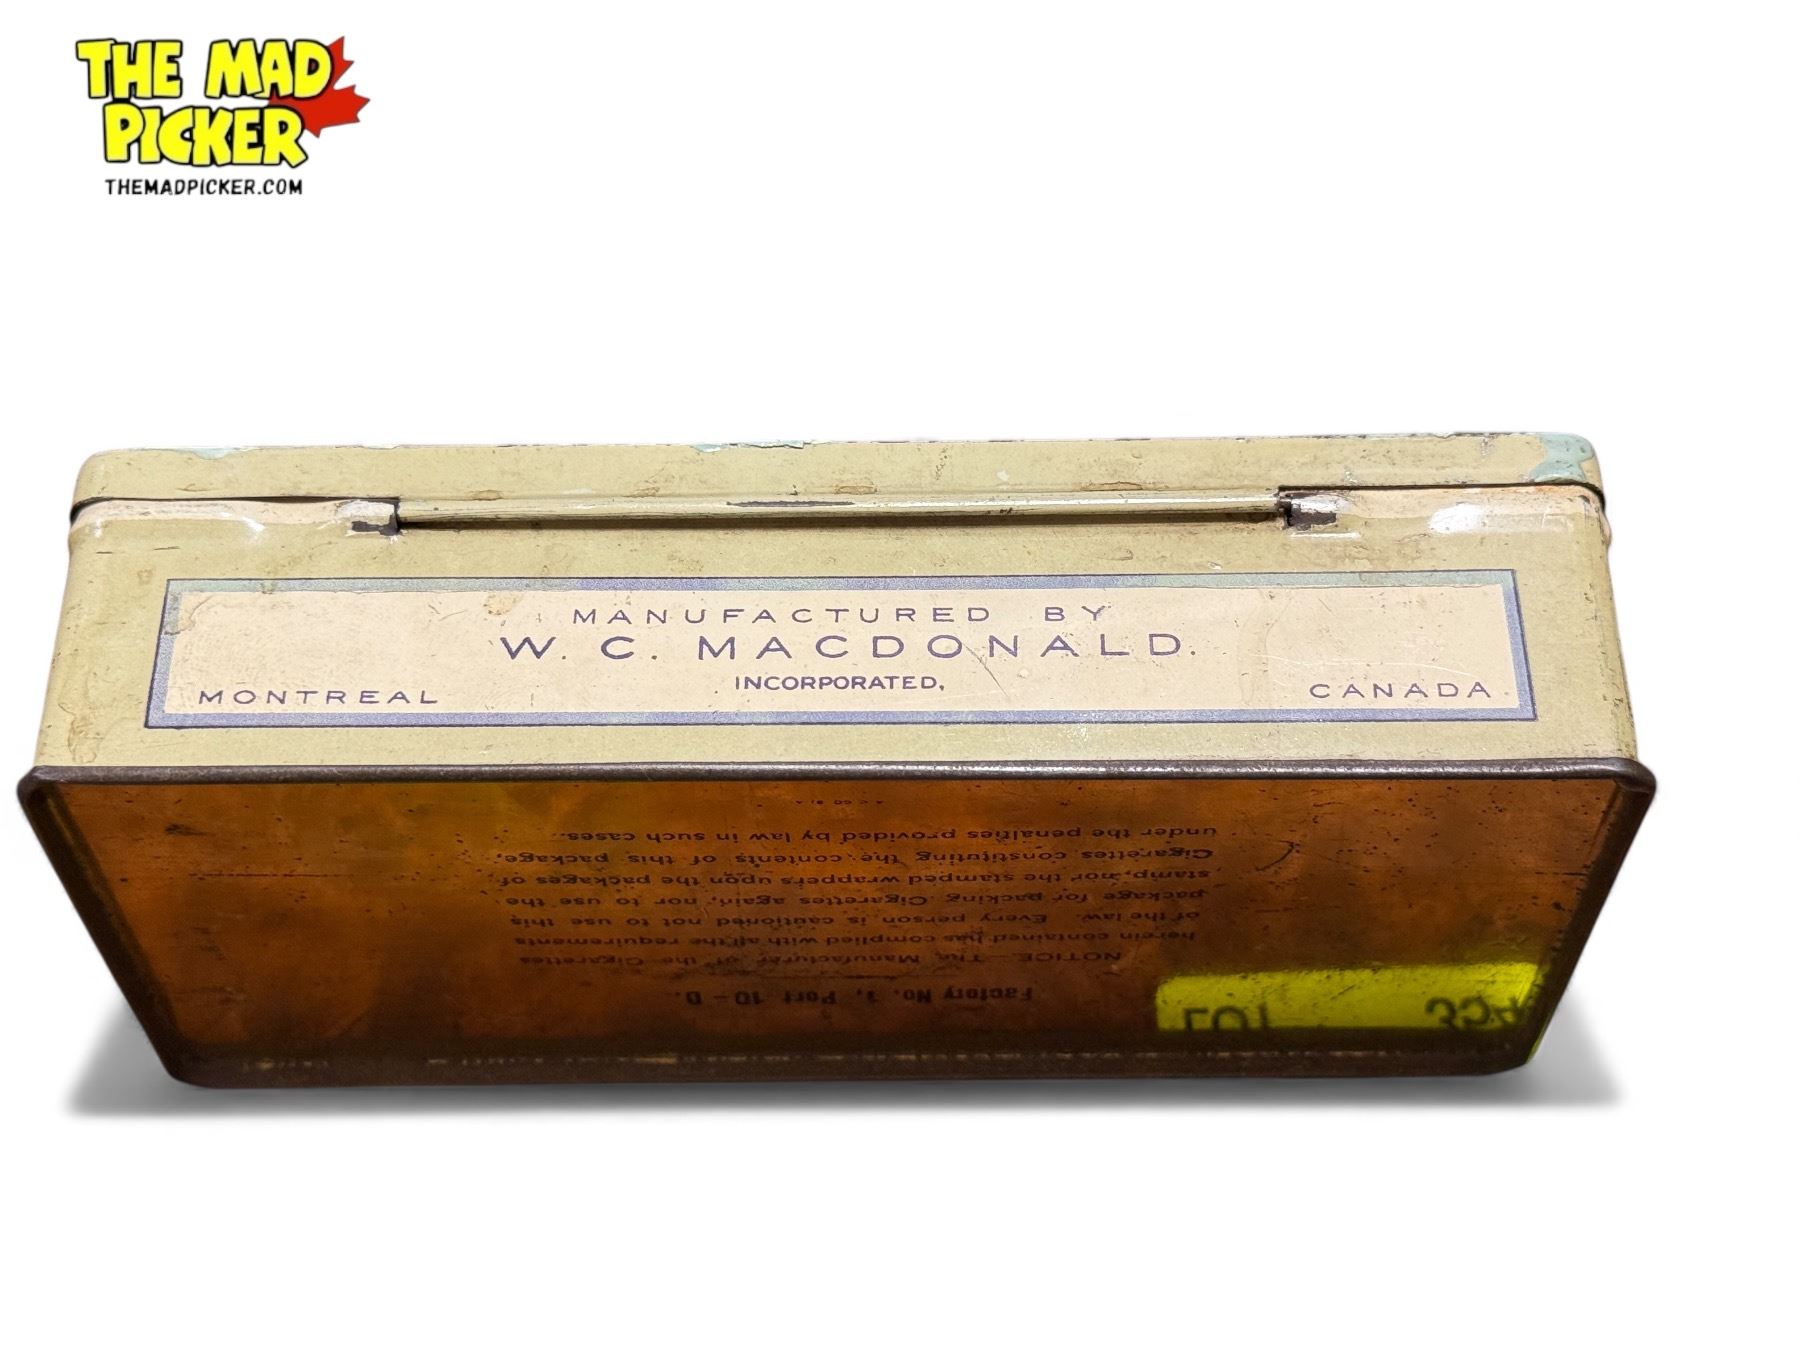 THE MAD
PICKER
THEMADPICKER.COM
MANUFACTURED BY
W. C. MACDONALD.
INCORPORATED,
MONTREAL CANADA
Factory No. 1, Port 10-D.
NOTICE The Manufacturer of the Cigarettes
herein contained has complied with all the requirements
of the law. Every person is cautioned not to use this
package for packing Cigarettes again, nor to use the
stamp, nor the stamped wrappers upon the packages of
Cigarettes constituting the contents of this package,
under the penalties provided by law in such cases.
LOT